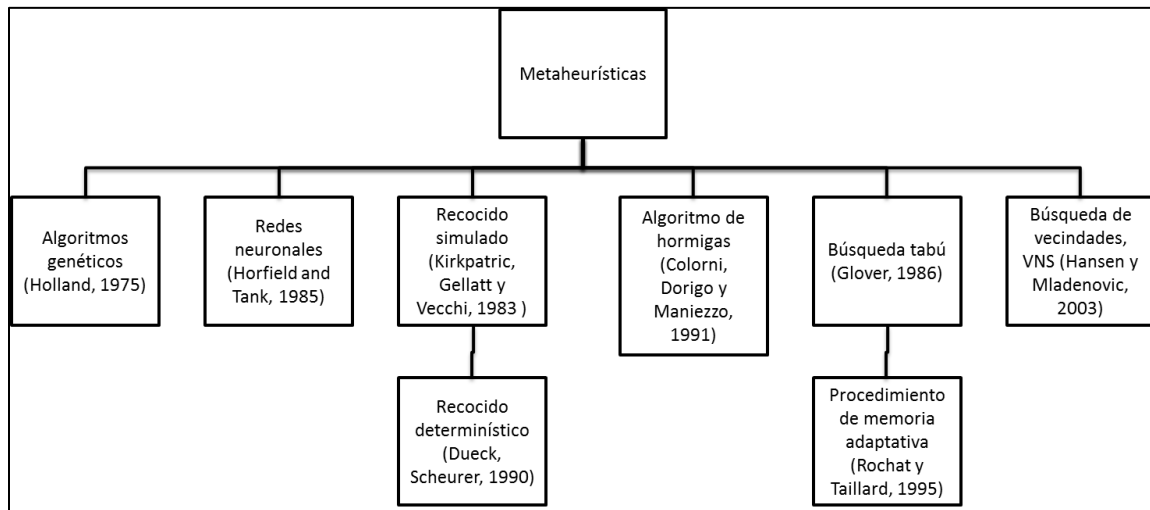 Metaheurísticas
Algoritmos
genéticos
(Holland, 1975)
Redes
neuronales
(Horfield and
Tank, 1985)
Recocido
simulado
(Kirkpatric,
Gellatt y
Vecchi, 1983 )
Algoritmo de
hormigas
(Colorni,
Dorigo y
Maniezzo,
1991)
Búsqueda tabú
(Glover, 1986)
Búsqueda de
vecindades,
VNS (Hansen y
Mladenovic,
2003)
Recocido
determinístico
(Dueck,
Scheurer, 1990)
Procedimiento
de memoria
adaptativa
(Rochat y
Taillard, 1995)